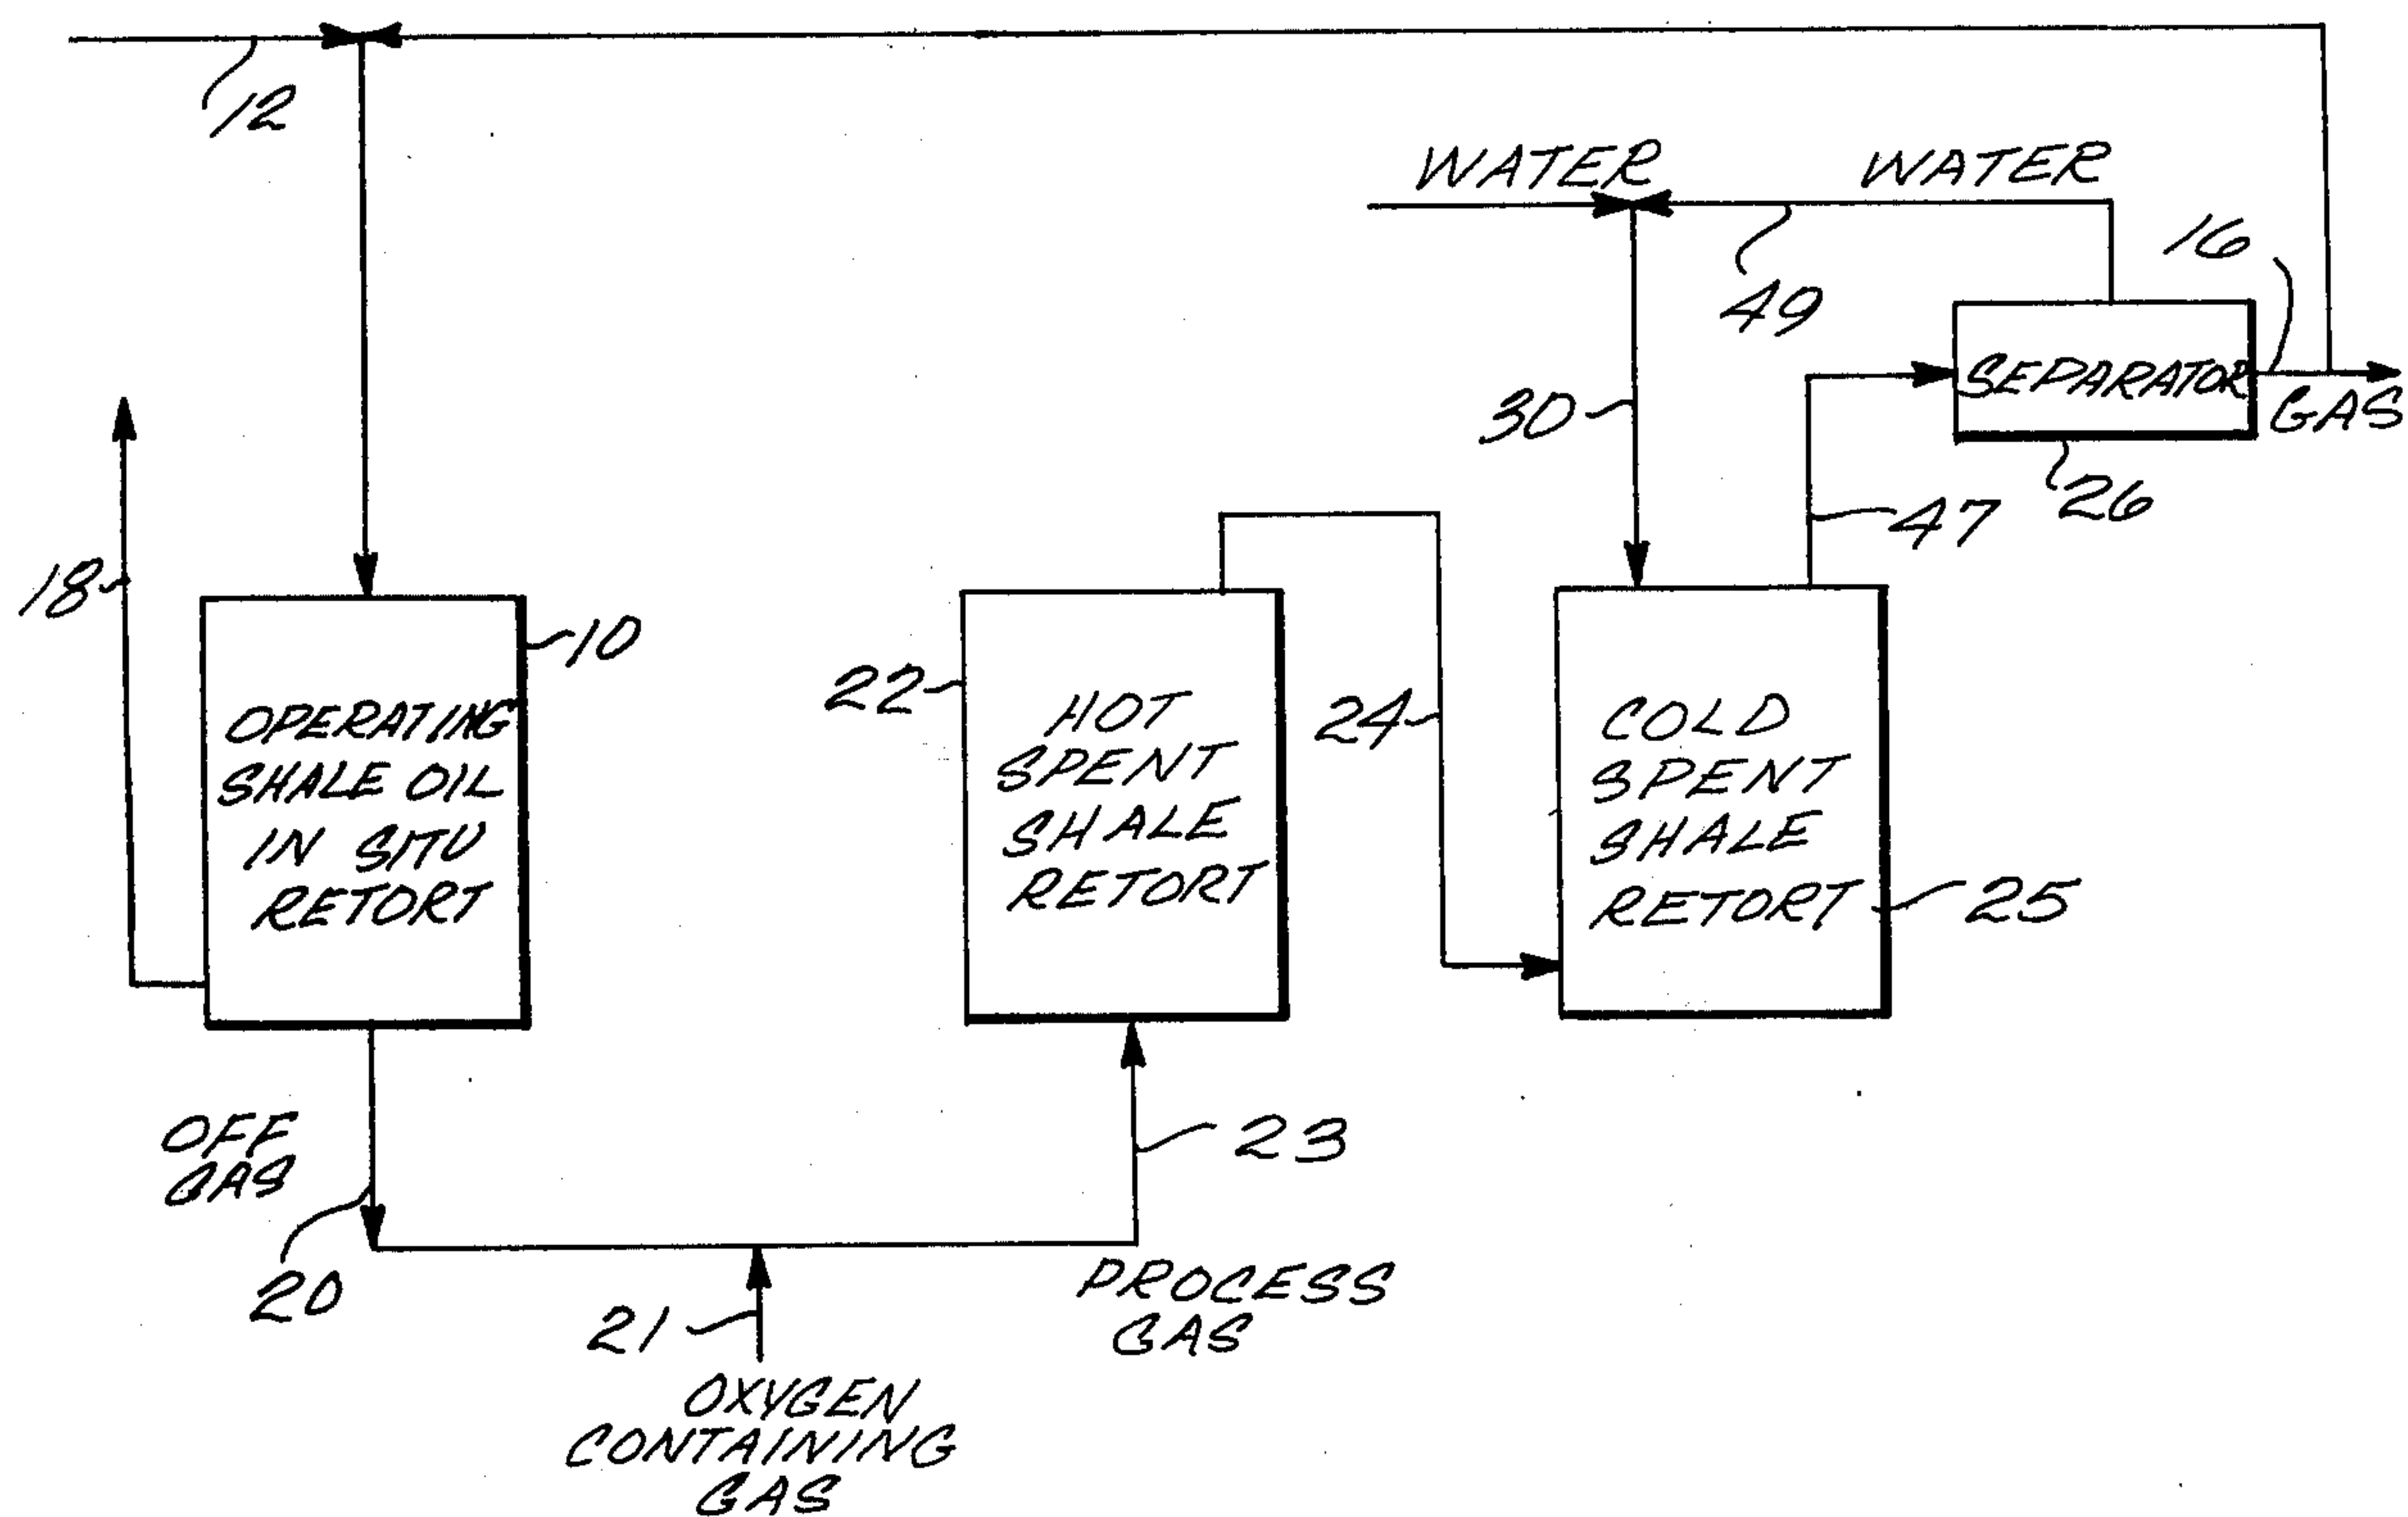 12
WATER
WATER
16
49
SEPARATOR
GAS
30
26
47
18
10
22
24
25
OPERATING
SHALE OIL
IN SITU
RETORT
HOT
SPENT
SHALE
RETORT
COLD
SPENT
SHALE
RETORT
OFF
GAS
23
20
21
PROCESS
GAS
OXYGEN
CONTAINING
GAS